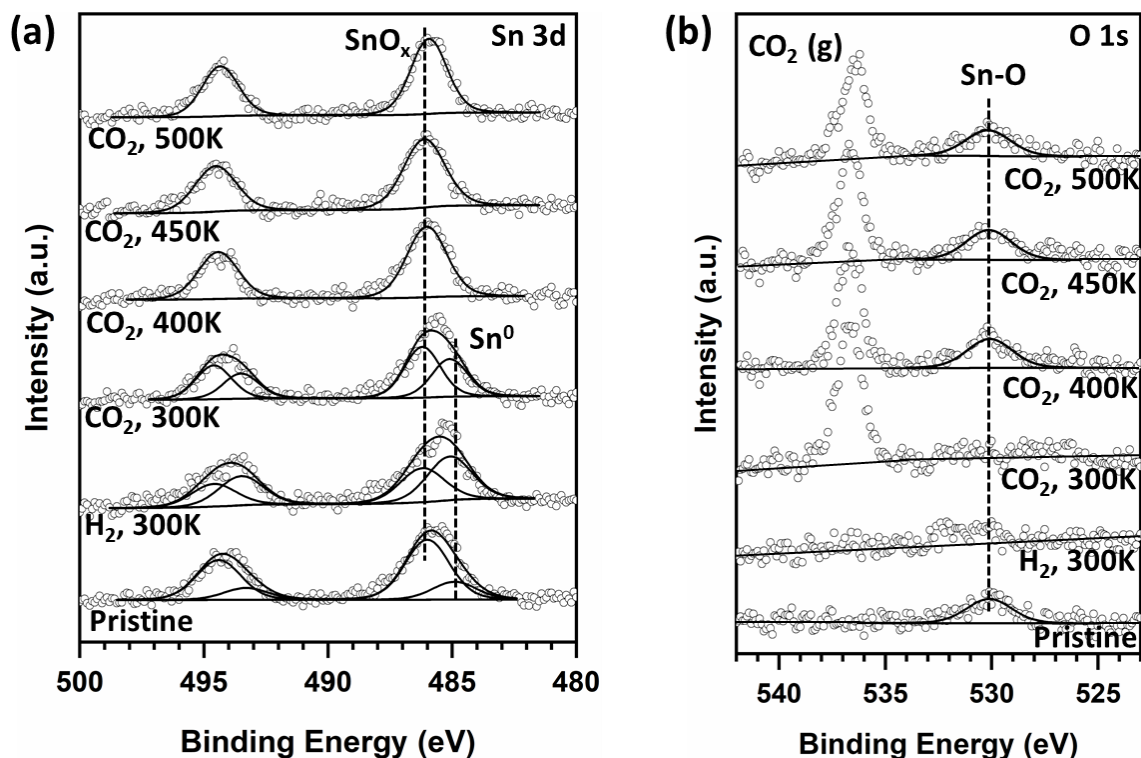 (a)
SnOₓ
Sn 3d
CO₂, 500K
CO₂, 450K
CO₂, 400K
Sn⁰
CO₂, 300K
H₂, 300K
Pristine
Intensity (a.u.)
500 495 490 485 480
Binding Energy (eV)
(b)
O 1s
CO₂ (g)
Sn-O
CO₂, 500K
CO₂, 450K
CO₂, 400K
CO₂, 300K
H₂, 300K
Pristine
Intensity (a.u.)
540 535 530 525
Binding Energy (eV)